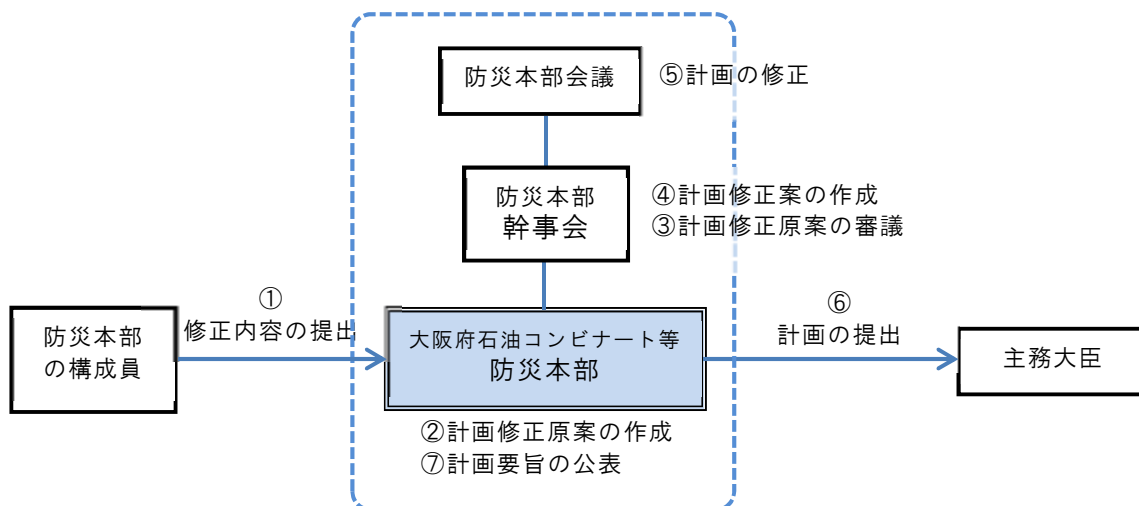 防災本部会議
⑤計画の修正
防災本部
幹事会
④計画修正案の作成
③計画修正原案の審議
防災本部
の構成員
①
修正内容の提出
大阪府石油コンビナート等
防災本部
⑥
計画の提出
主務大臣
②計画修正原案の作成
⑦計画要旨の公表